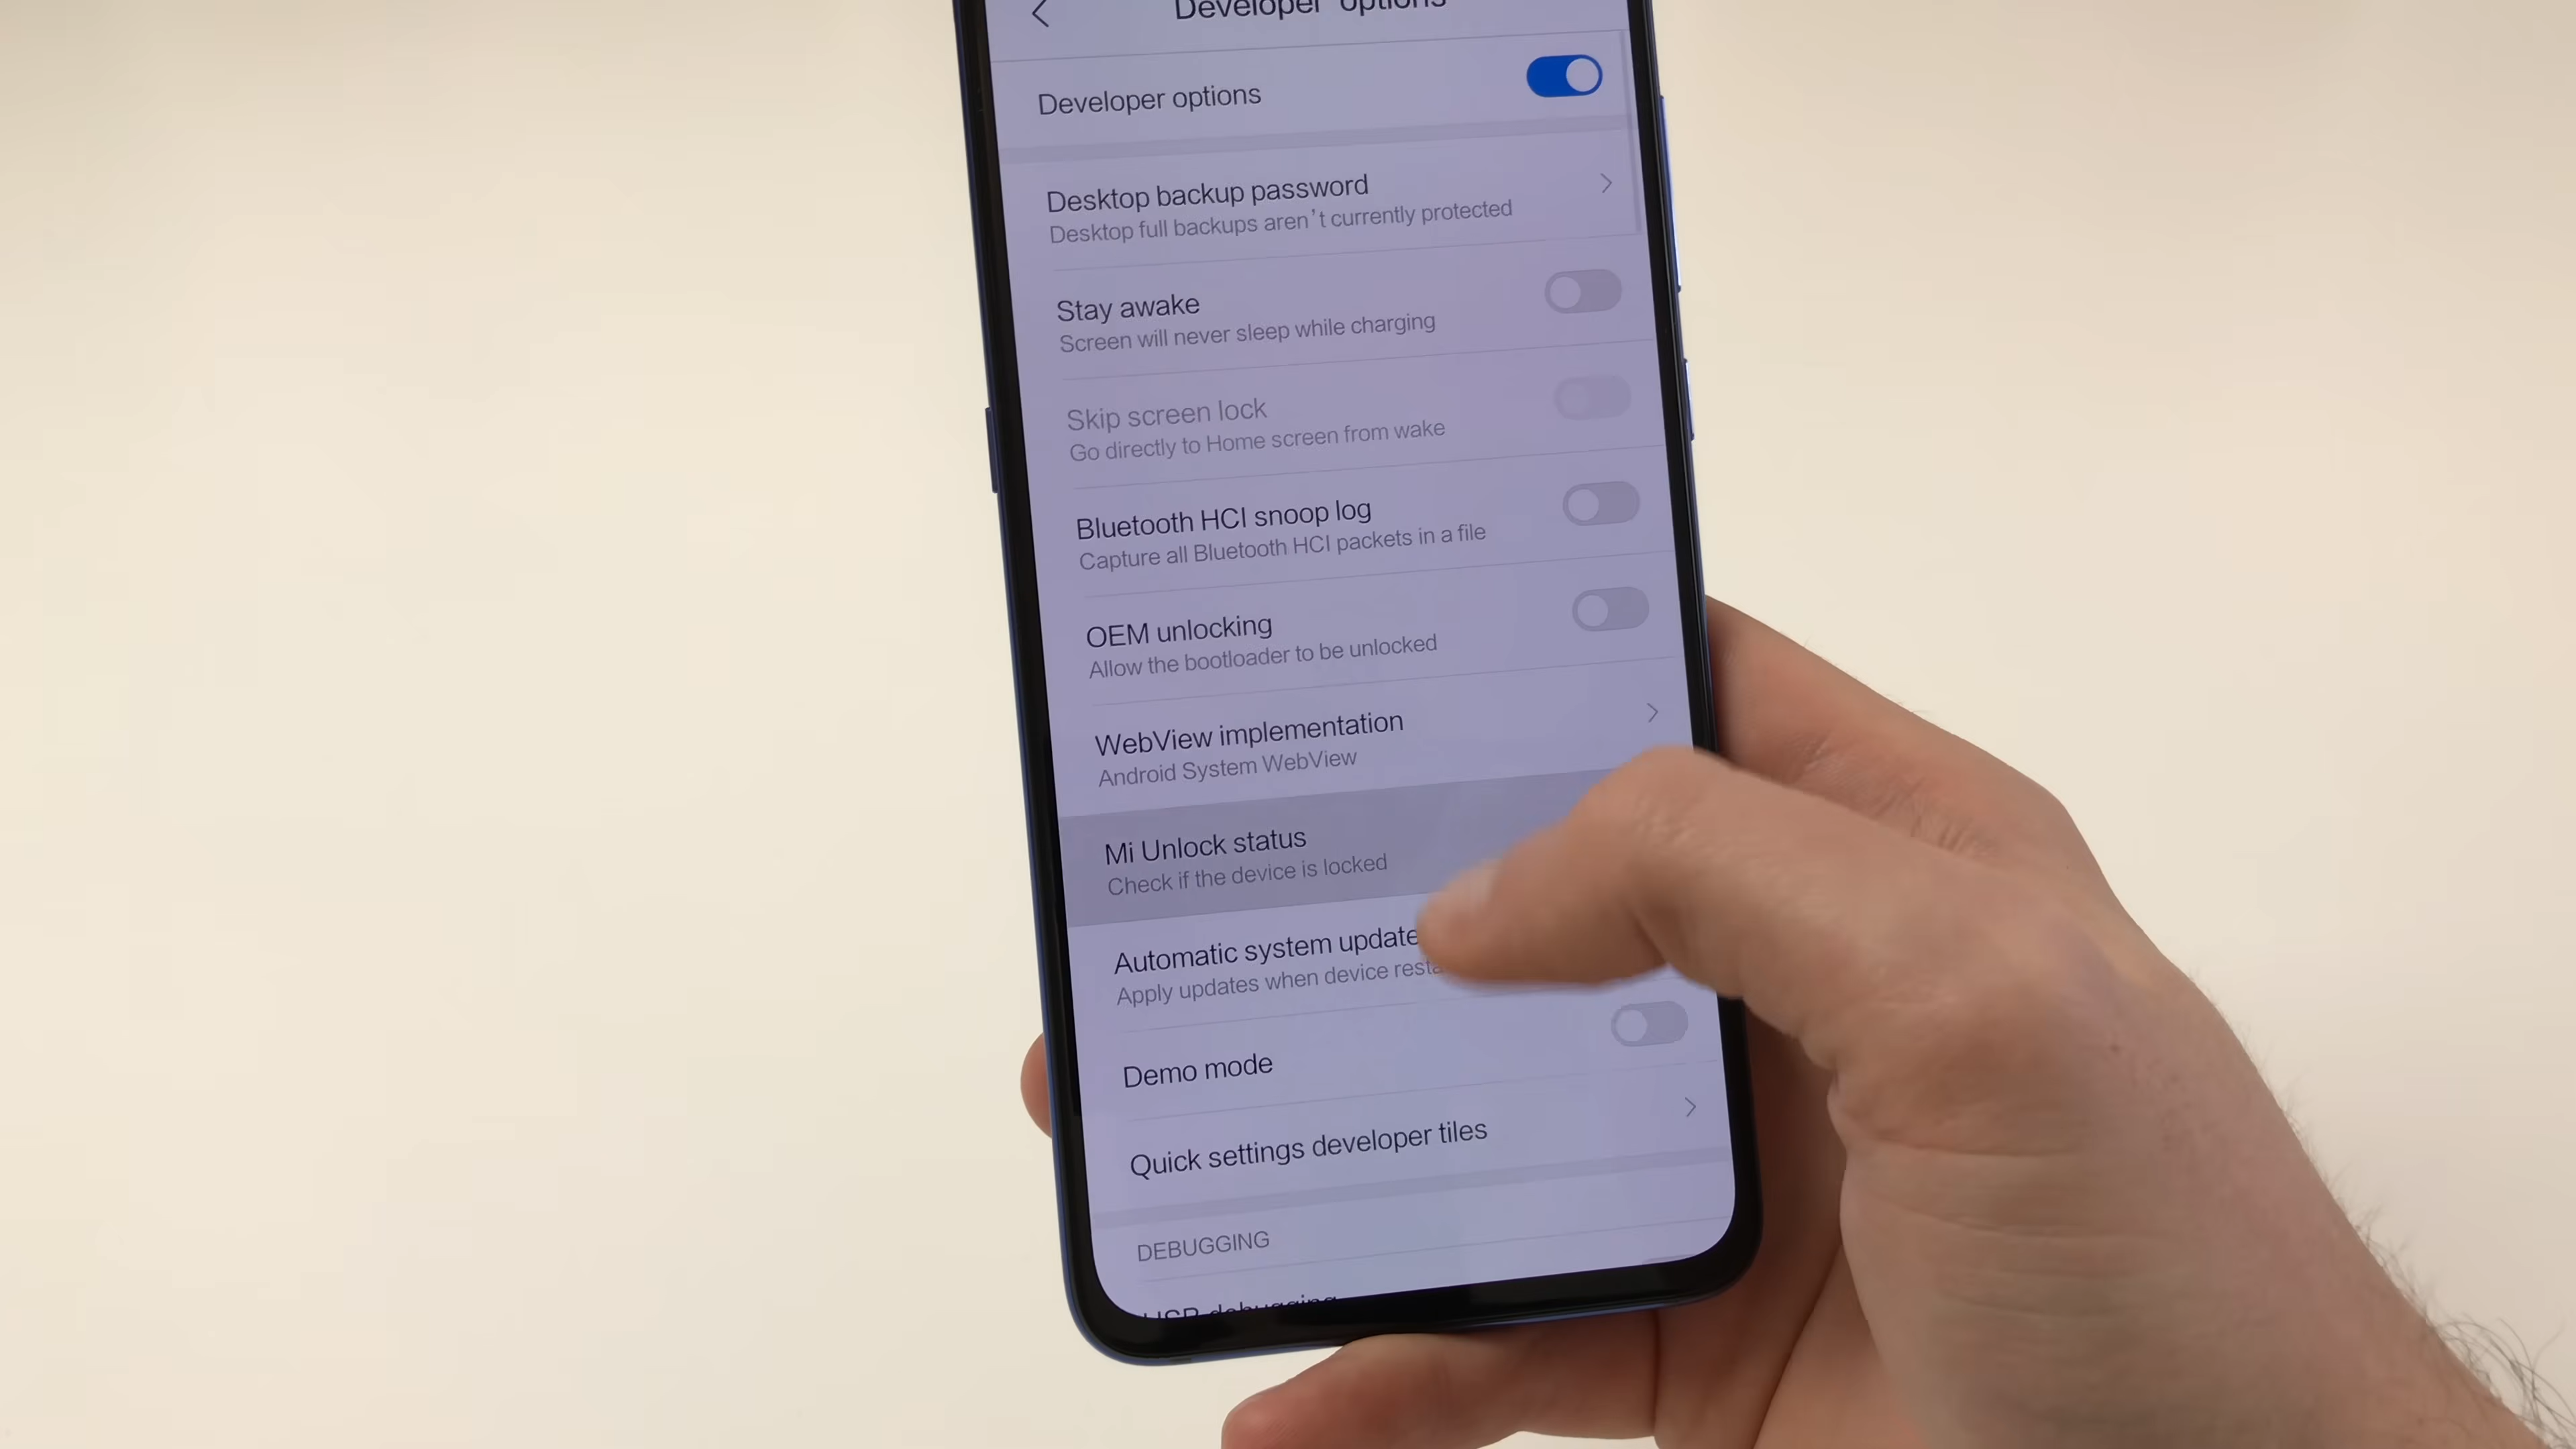 Developer options
Developer options
Desktop backup password
Desktop full backups aren't currently protected
Stay awake
Screen will never sleep while charging
Skip screen lock
Go directly to Home screen from wake
Bluetooth HCI snoop log
Capture all Bluetooth HCI packets in a file
OEM unlocking
Allow the bootloader to be unlocked
WebView implementation
Android System WebView
Mi Unlock status
Check if the device is locked
Automatic system update
Apply updates when device resta
Demo mode
Quick settings developer tiles
DEBUGGING
USB debugging